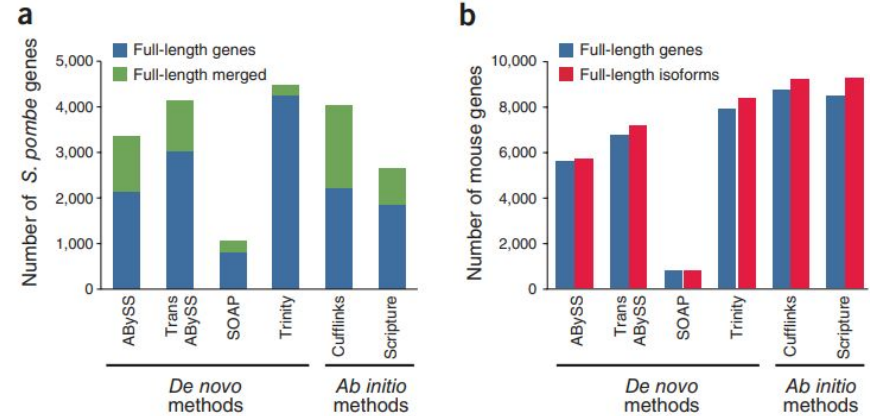 a
Number of S. pombe genes
Full-length genes
Full-length merged
5,000
4,000
3,000
2,000
1,000
0
ABySS
Trans
ABySS
SOAP
Trinity
Cufflinks
Scripture
De novo
methods
Ab initio
methods
b
Number of mouse genes
Full-length genes
Full-length isoforms
10,000
8,000
6,000
4,000
2,000
0
ABySS
Trans
ABySS
SOAP
Trinity
Cufflinks
Scripture
De novo
methods
Ab initio
methods